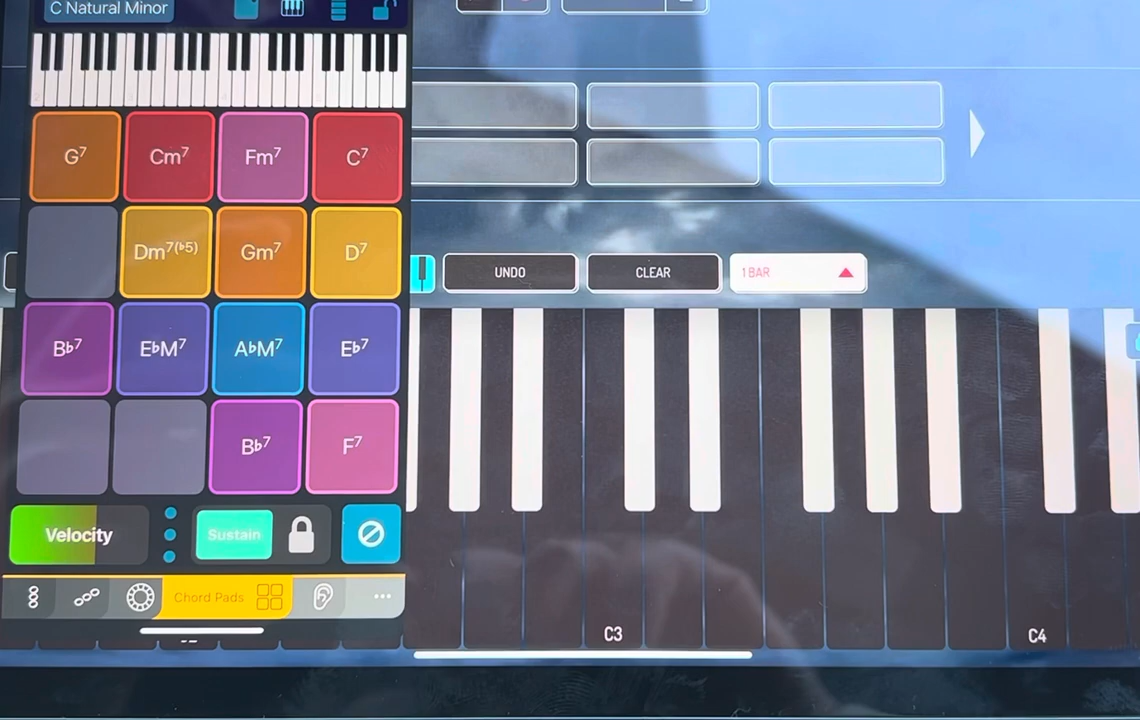 C Natural Minor
G7 Cm7 Fm7 C7
Dm7(♭5) Gm7 D7
UNDO CLEAR 1 BAR
B♭7 E♭M7 A♭M7 E♭7
B♭7 F7
Velocity Sustain
Chord Pads
C3 C4